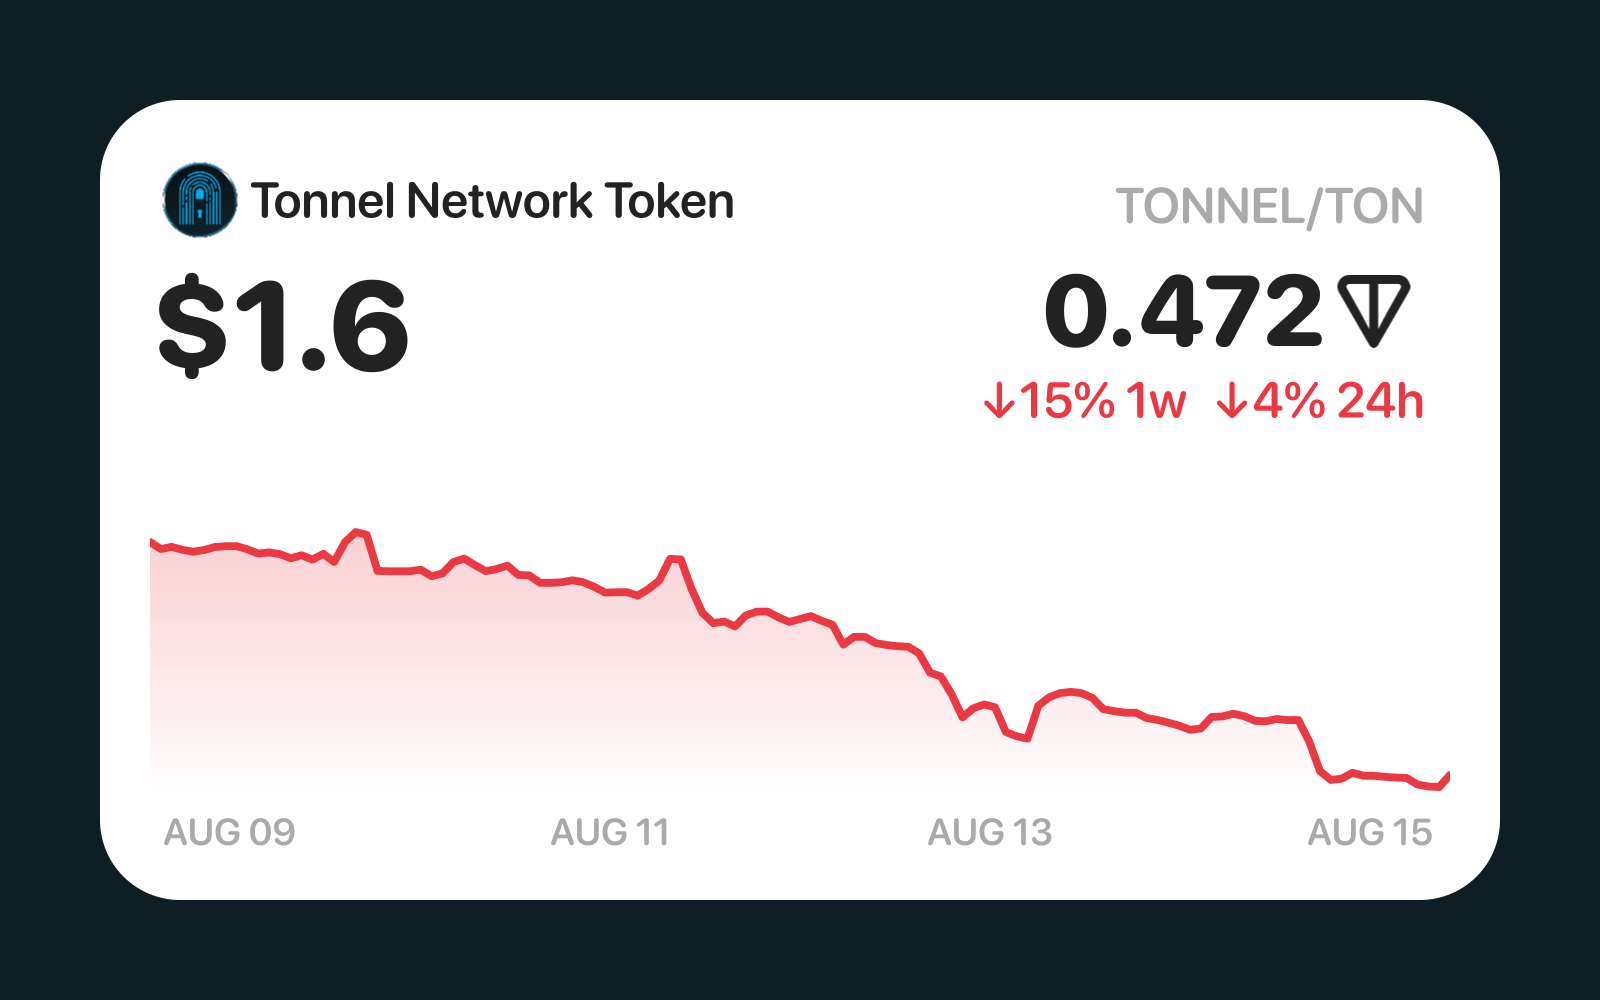 Tonnel Network Token
TONNEL/TON
$1.6
0.472
↓15% 1w ↓4% 24h
AUG 09 AUG 11 AUG 13 AUG 15